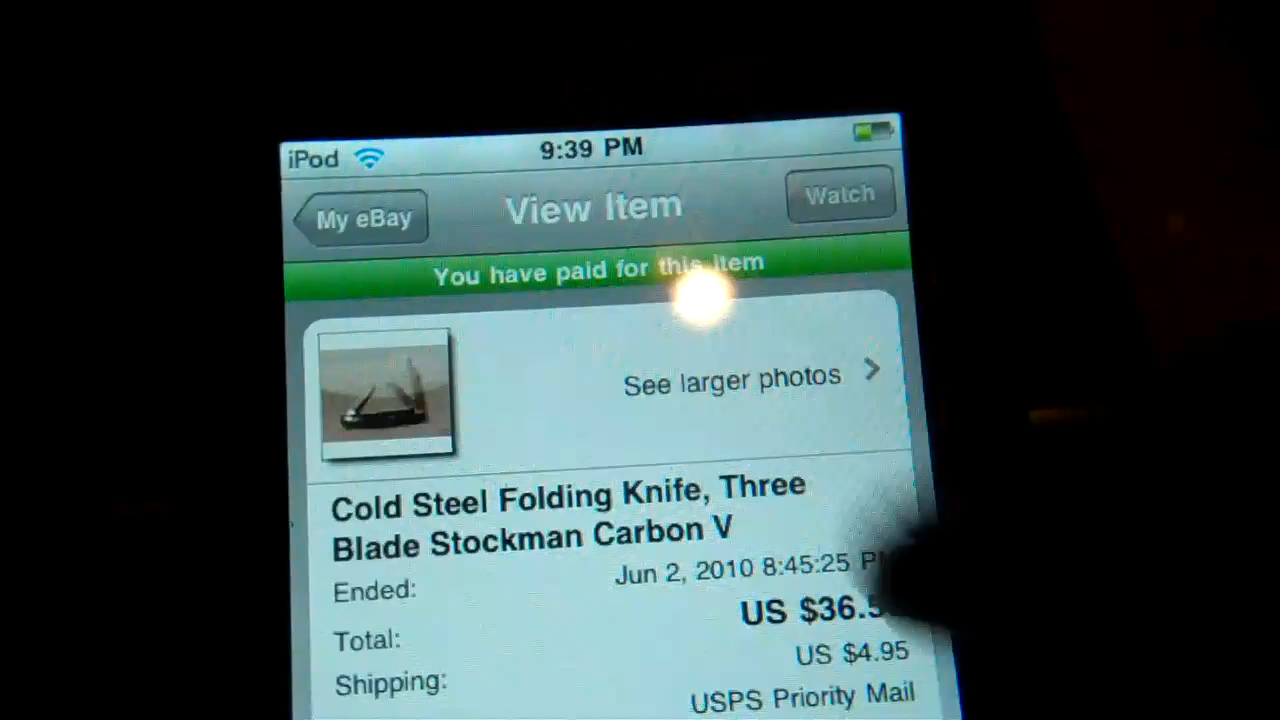 iPod 9:39 PM
My eBay View Item Watch
You have paid for this item
See larger photos
Cold Steel Folding Knife, Three
Blade Stockman Carbon V
Ended: Jun 2, 2010 8:45:25
Total: US
Shipping: US $4.95
USPS Priority Mail